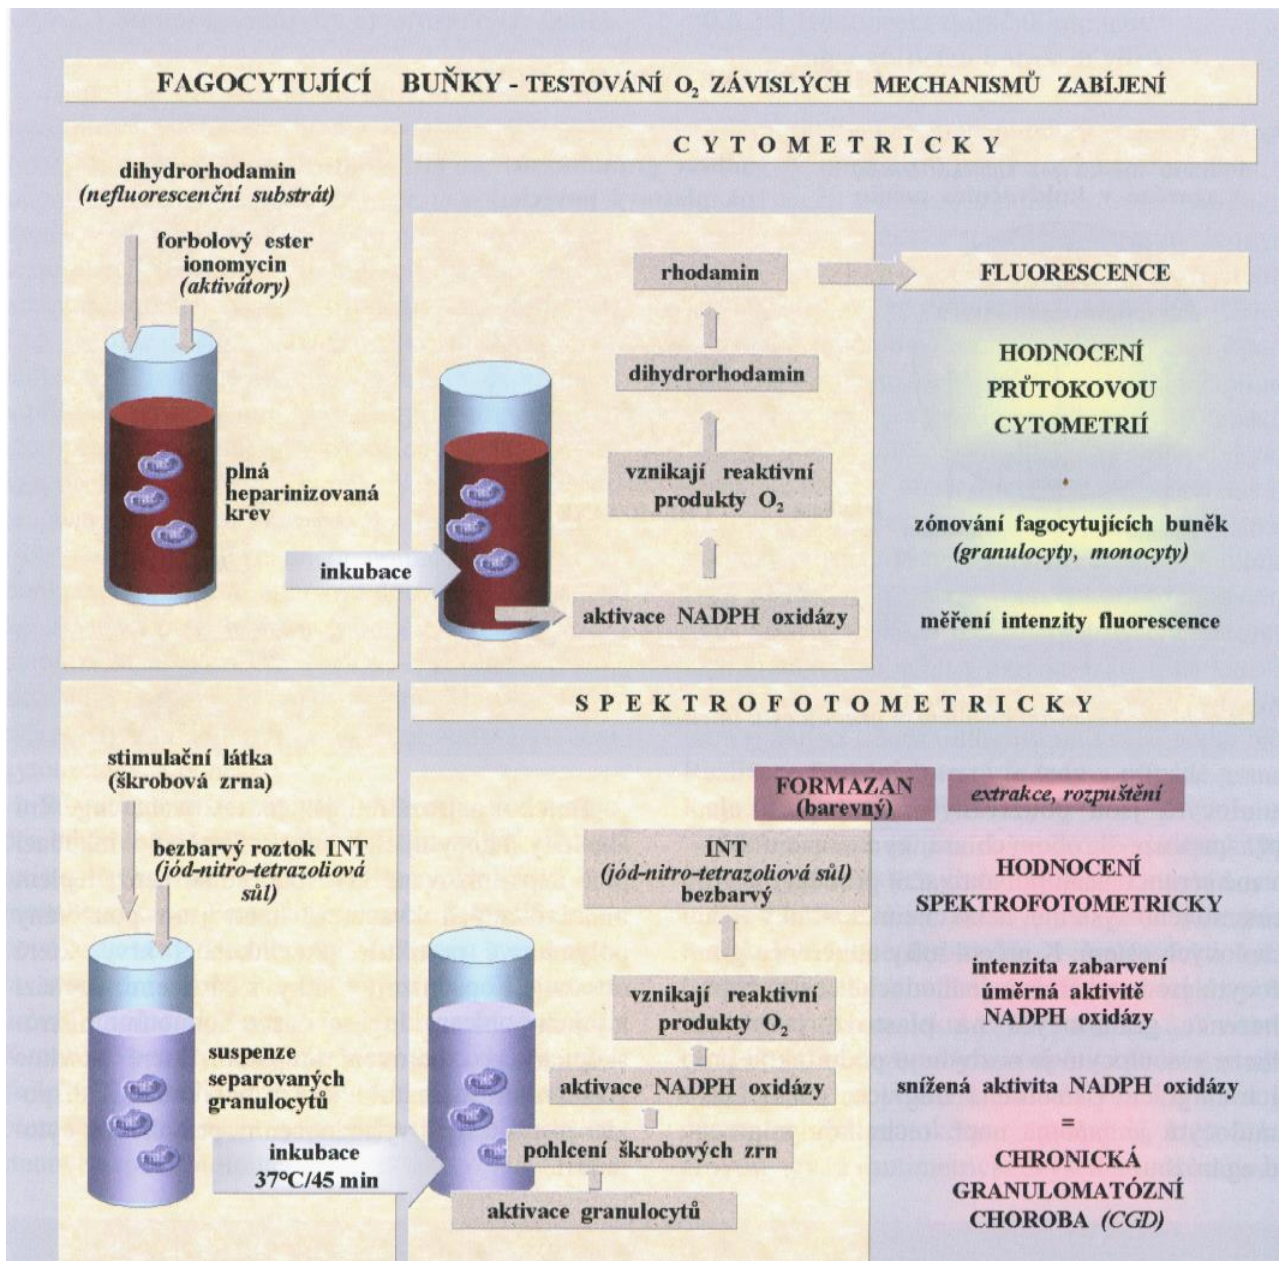 FAGOCYTUJÍCÍ BUŇKY - TESTOVÁNÍ O₂ ZÁVISLÝCH MECHANISMŮ ZABÍJENÍ
dihydrorhodamin
(nefluorescenční substrát)
forbolový ester
ionomycin
(aktivátory)
plná
heparinizovaná
krev
inkubace
CYTOMETRICKY
rhodamin
dihydrorhodamin
vznikají reaktivní
produkty O₂
aktivace NADPH oxidázy
FLUORESCENCE
HODNOCENÍ
PRŮTOKOVOU
CYTOMETRIÍ
zónování fagocytujících buněk
(granulocyty, monocyty)
měření intenzity fluorescence
stimulační látka
(škrobová zrna)
bezbarvý roztok INT
(jód-nitro-tetrazoliová
sůl)
suspenze
separovaných
granulocytů
inkubace
37°C/45 min
SPEKTROFOTOMETRICKY
FORMAZAN
(barevný)
INT
(jód-nitro-tetrazoliová sůl)
bezbarvý
vznikají reaktivní
produkty O₂
aktivace NADPH oxidázy
pohlcení škrobových zrn
aktivace granulocytů
extrakce, rozpuštění
HODNOCENÍ
SPEKTROFOTOMETRICKY
intenzita zabarvení
úměrná aktivitě
NADPH oxidázy
snížená aktivita NADPH oxidázy
=
CHRONICKÁ
GRANULOMATÓZNÍ
CHOROBA (CGD)